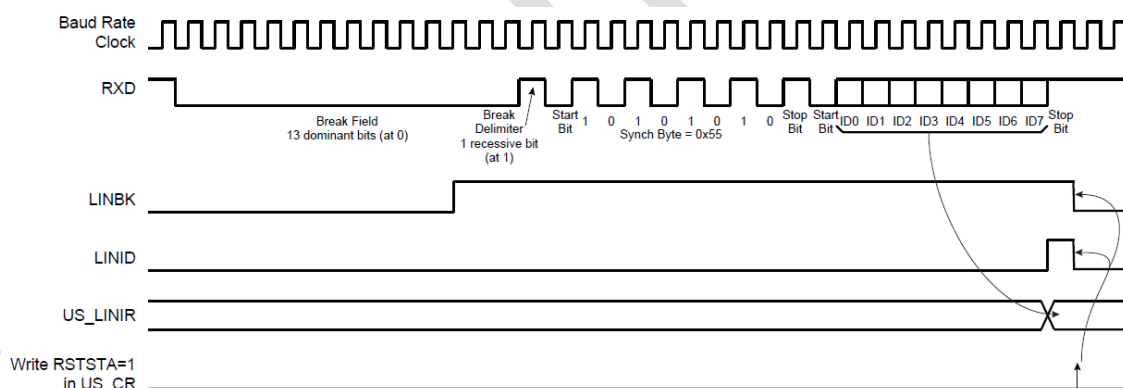 Baud Rate
Clock
RXD
Break Field
13 dominant bits (at 0)
Break
Delimiter
1 recessive bit
(at 1)
Start
Bit
1 0 1 0 1 0 1 0
Synch Byte = 0x55
Stop
Bit
Start
Bit
ID0 ID1 ID2 ID3 ID4 ID5 ID6 ID7
Stop
Bit
LINBK
LINID
US_LINIR
Write RSTSTA=1
in US_CR